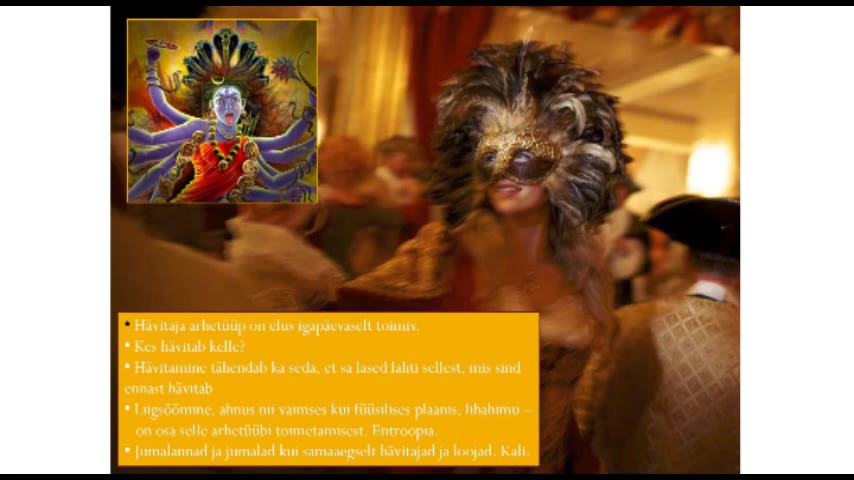 • Hävitaja arhetüüp on elus igapäevaselt toimiv.
• Kes hävitab kelle?
• Hävitamine tähendab ka seda, et sa lased lahti sellest, mis sind
ennast hävitab
• Liigsöömine, ahnus nii vaimses kui füüsilises plaanis, lihahimu –
on osa selle arhetüübi toimetamisest. Entroopia.
• Jumalannad ja jumalad kui samaaegselt hävitajad ja loojad. Kali.